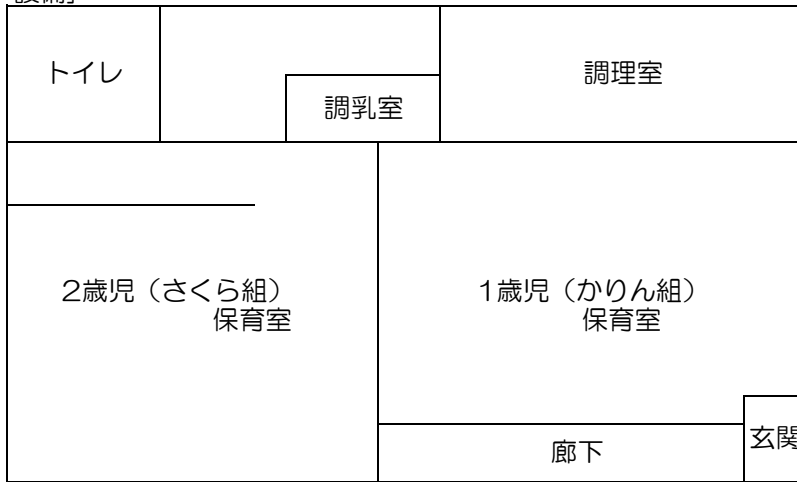 トイレ
調理室
調乳室
2歳児（さくら組）
保育室
1歳児（かりん組）
保育室
廊下
玄関